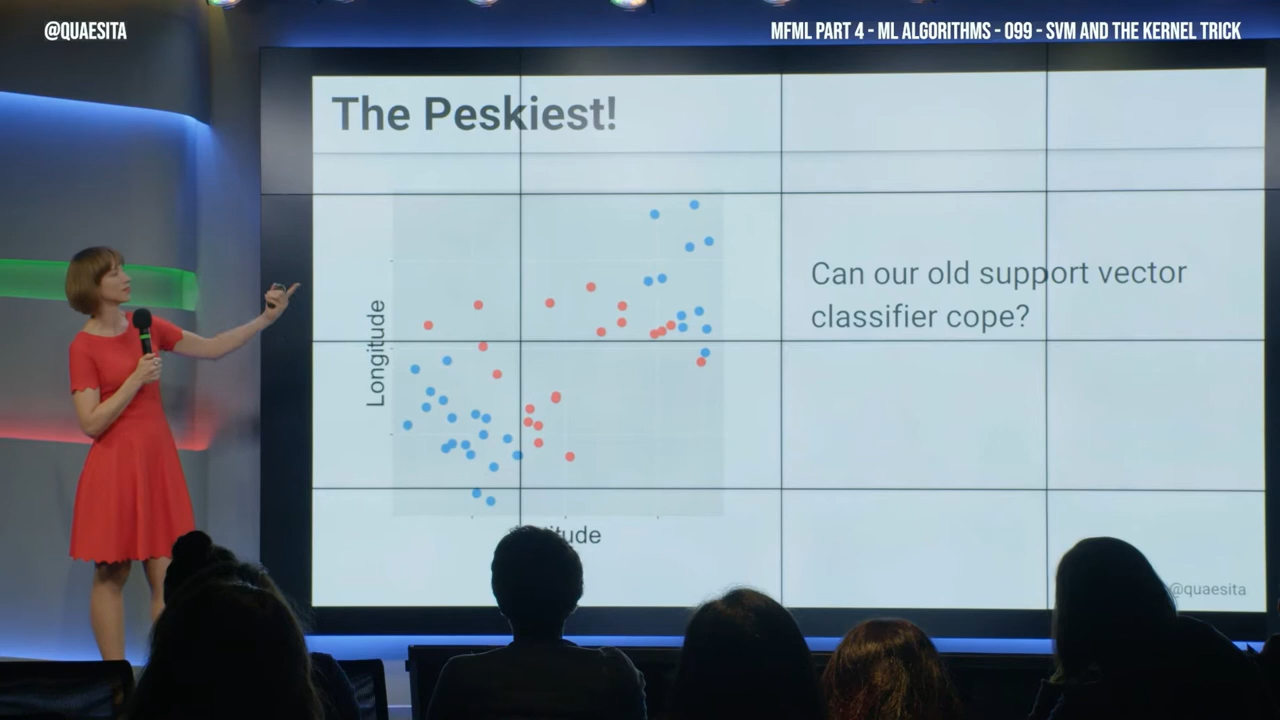 @QUAESITA
MFML PART 4 - ML ALGORITHMS - 099 - SVM AND THE KERNEL TRICK
The Peskiest!
Can our old support vector
classifier cope?
Longitude
@quaesita